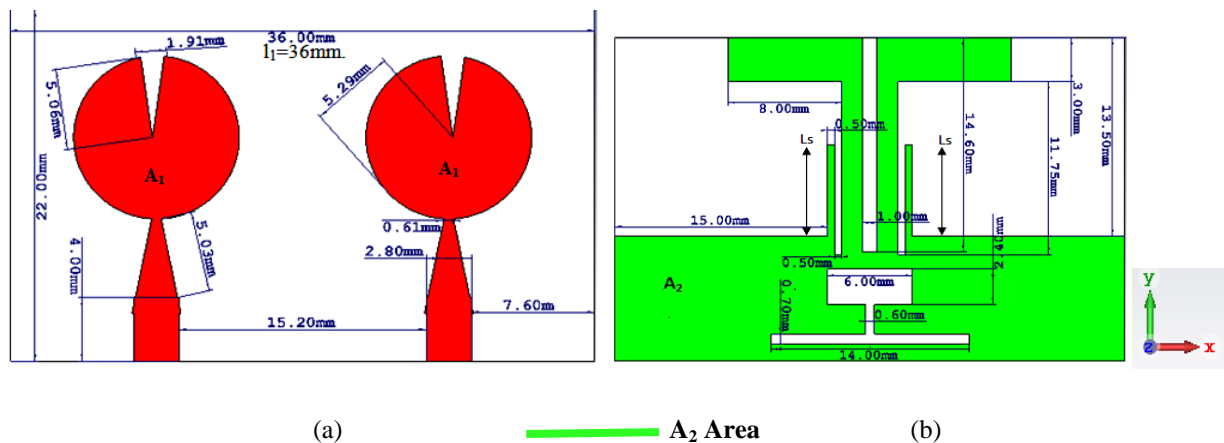 36.00mm
l1=36mm.
1.91mm
5.06mm
5.29mm
A1
A1
22.00mm
0.61mm
5.03mm
4.00mm
2.80mm
7.60mm
15.20mm
8.00mm
3.00mm
13.50mm
0.50mm
14.60mm
11.75mm
Ls
Ls
15.00mm
1.00mm
2.40mm
0.50mm
A2
6.00mm
0.70mm
0.60mm
14.00mm
y
z
x
(a)
A2 Area
(b)